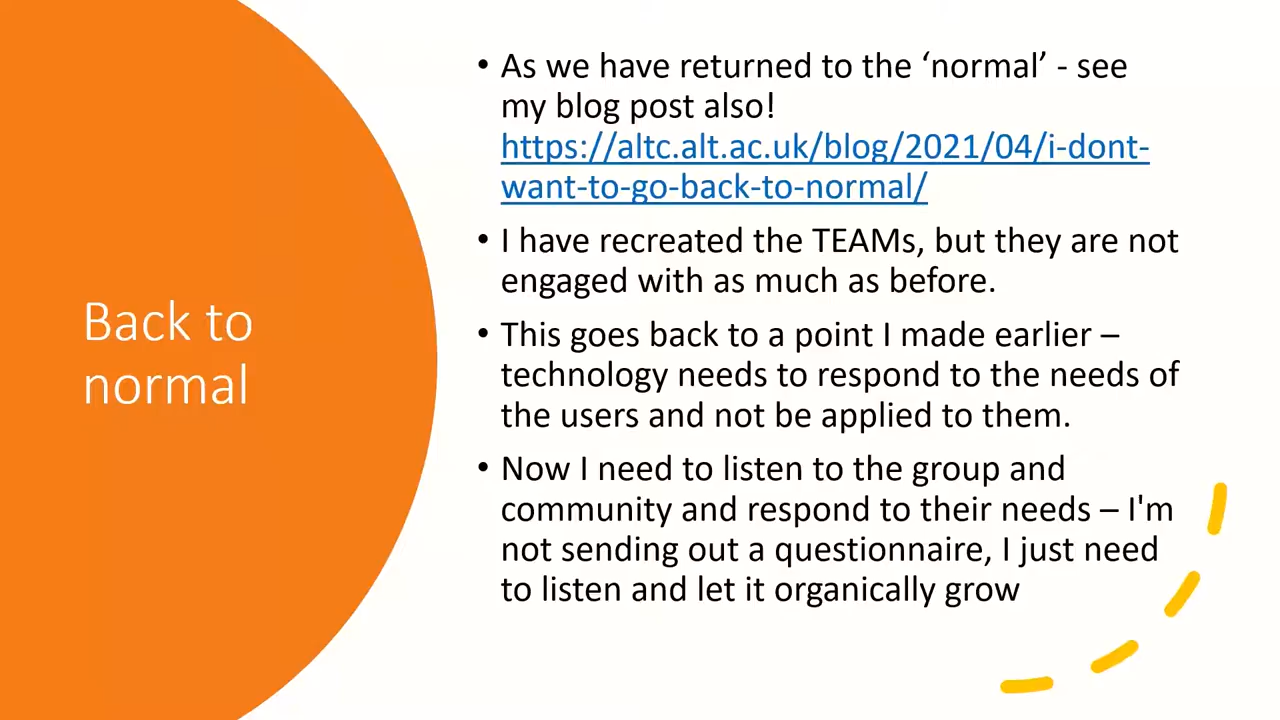 Back to
normal
• As we have returned to the ‘normal’ - see
my blog post also!
https://altc.alt.ac.uk/blog/2021/04/i-dont-
want-to-go-back-to-normal/
• I have recreated the TEAMs, but they are not
engaged with as much as before.
• This goes back to a point I made earlier –
technology needs to respond to the needs of
the users and not be applied to them.
• Now I need to listen to the group and
community and respond to their needs – I'm
not sending out a questionnaire, I just need
to listen and let it organically grow